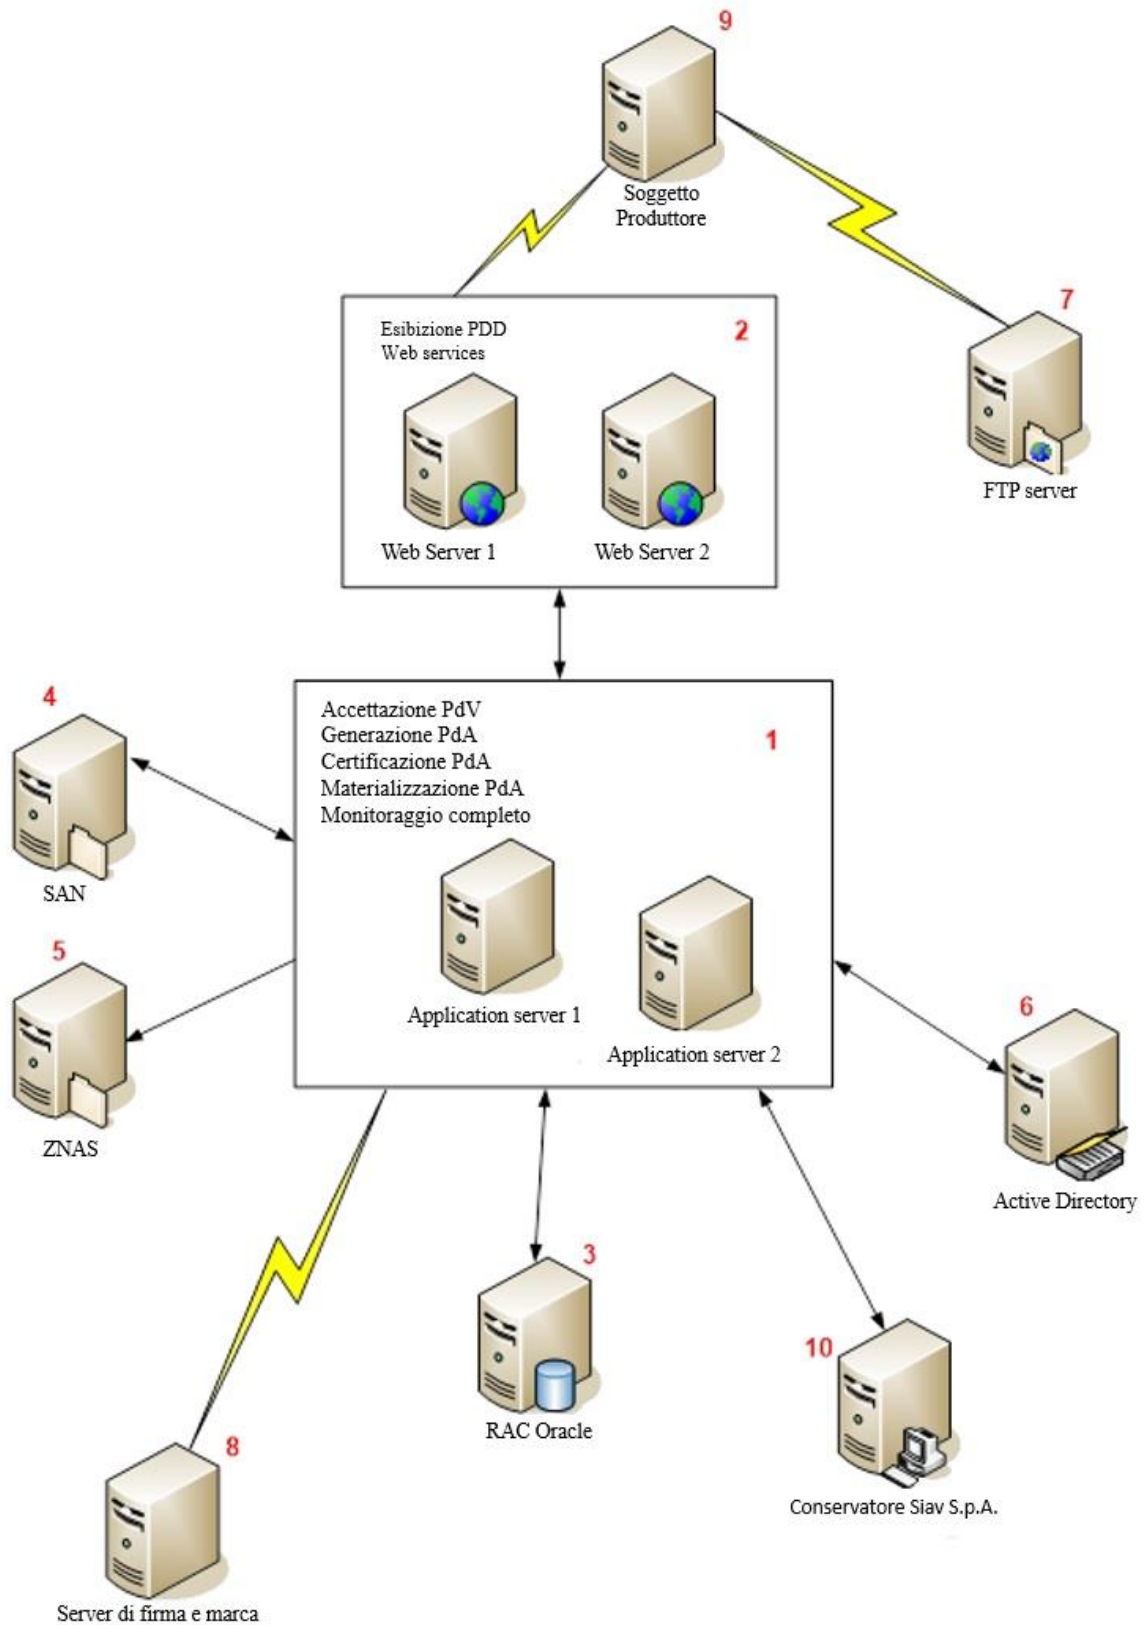 9
Soggetto
Produttore
7
FTP server
2
Esibizione PDD
Web services
Web Server 1
Web Server 2
4
SAN
1
Accettazione PdV
Generazione PdA
Certificazione PdA
Materializzazione PdA
Monitoraggio completo
Application server 1
Application server 2
5
ZNAS
6
Active Directory
3
RAC Oracle
10
Conservatore Siav S.p.A.
8
Server di firma e marca